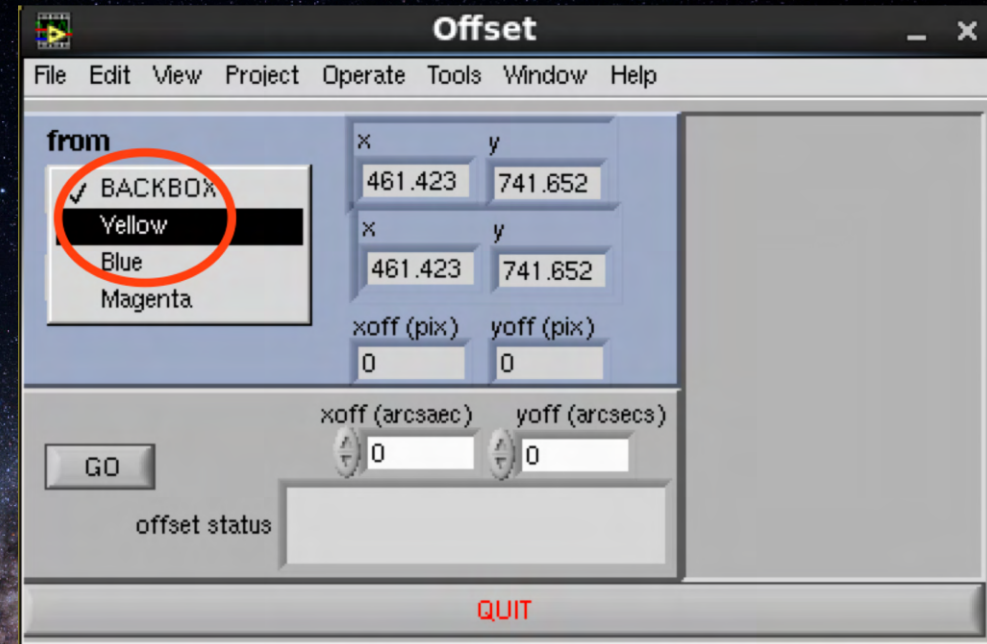 Offset
File Edit View Project Operate Tools Window Help
from
BACKBOX
Yellow
Blue
Magenta
x y
461.423 741.652
x y
461.423 741.652
xoff (pix) yoff (pix)
0 0
xoff (arcsaec) yoff (arcsecs)
0 0
GO
offset status
QUIT